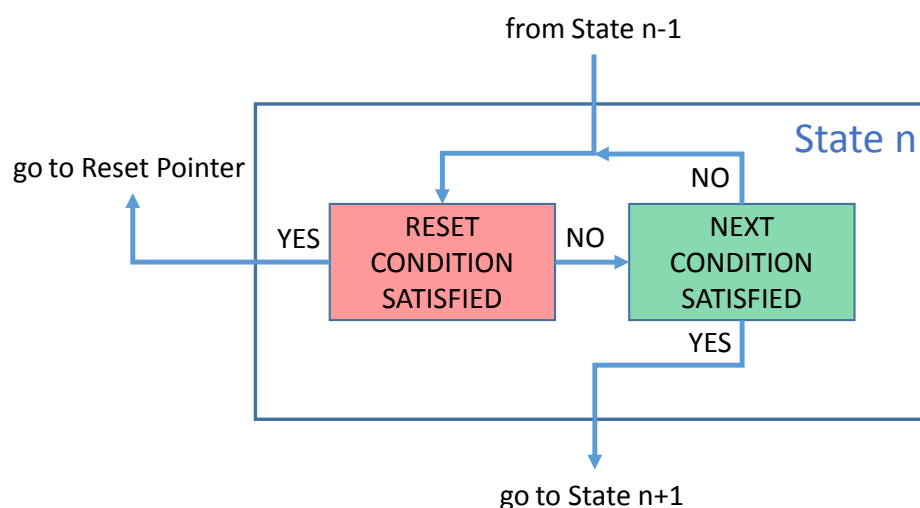 from State n-1
State n
go to Reset Pointer
NO
YES
RESET
CONDITION
SATISFIED
NO
NEXT
CONDITION
SATISFIED
YES
go to State n+1